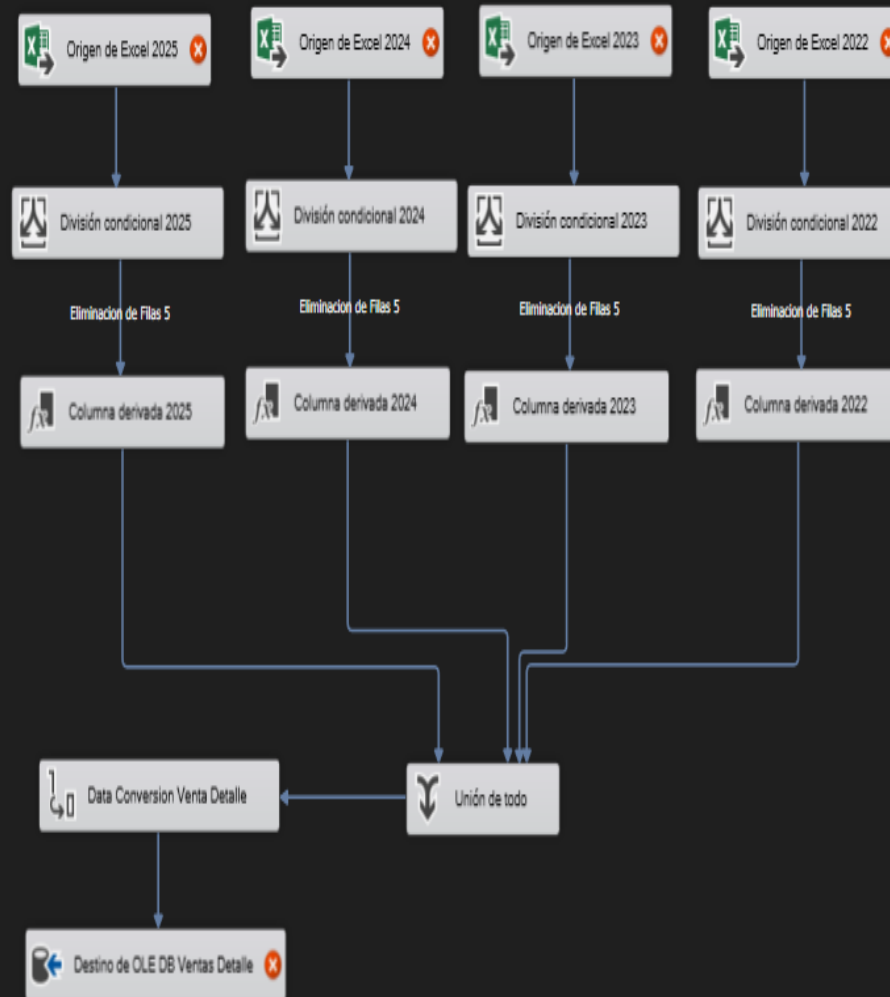 Origen de Excel 2025
Origen de Excel 2024
Origen de Excel 2023
Origen de Excel 2022
División condicional 2025
División condicional 2024
División condicional 2023
División condicional 2022
Eliminacion de Filas 5
Eliminacion de Filas 5
Eliminacion de Filas 5
Eliminacion de Filas 5
Columna derivada 2025
Columna derivada 2024
Columna derivada 2023
Columna derivada 2022
Data Conversion Venta Detalle
Unión de todo
Destino de OLE DB Ventas Detalle